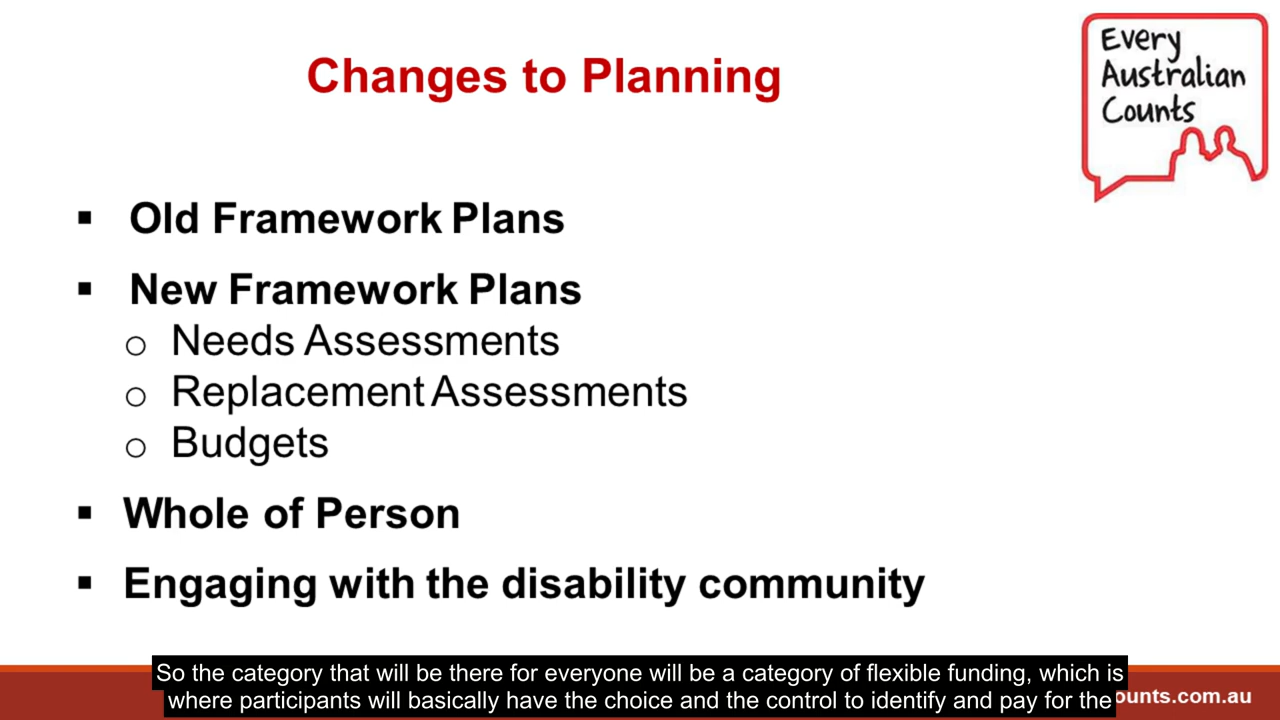 Changes to Planning
Every
Australian
Counts
▪ Old Framework Plans
▪ New Framework Plans
o Needs Assessments
o Replacement Assessments
o Budgets
▪ Whole of Person
▪ Engaging with the disability community
So the category that will be there for everyone will be a category of flexible funding, which is
where participants will basically have the choice and the control to identify and pay for the
ounts.com.au